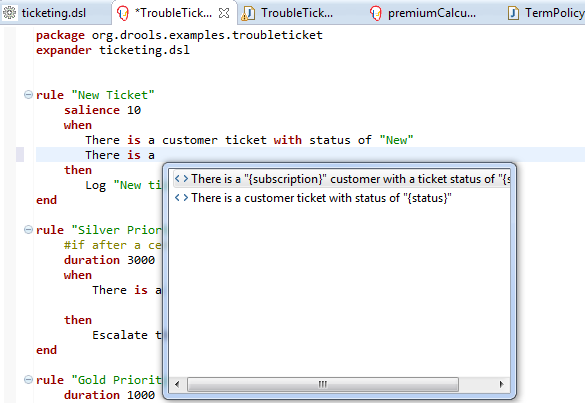 ticketing.dsl *TroubleTick... TroubleTick... premiumCalcu... TermPolicy
package org.drools.examples.troubleticket
expander ticketing.dsl
rule "New Ticket"
salience 10
when
There is a customer ticket with status of "New"
There is a
then
Log "New ti
end
rule "Silver Priorit
#if after a ce
duration 3000
when
There is a
then
Escalate t
end
rule "Gold Priorit
duration 1000
There is a "{subscription}" customer with a ticket status of "{s
There is a customer ticket with status of "{status}"